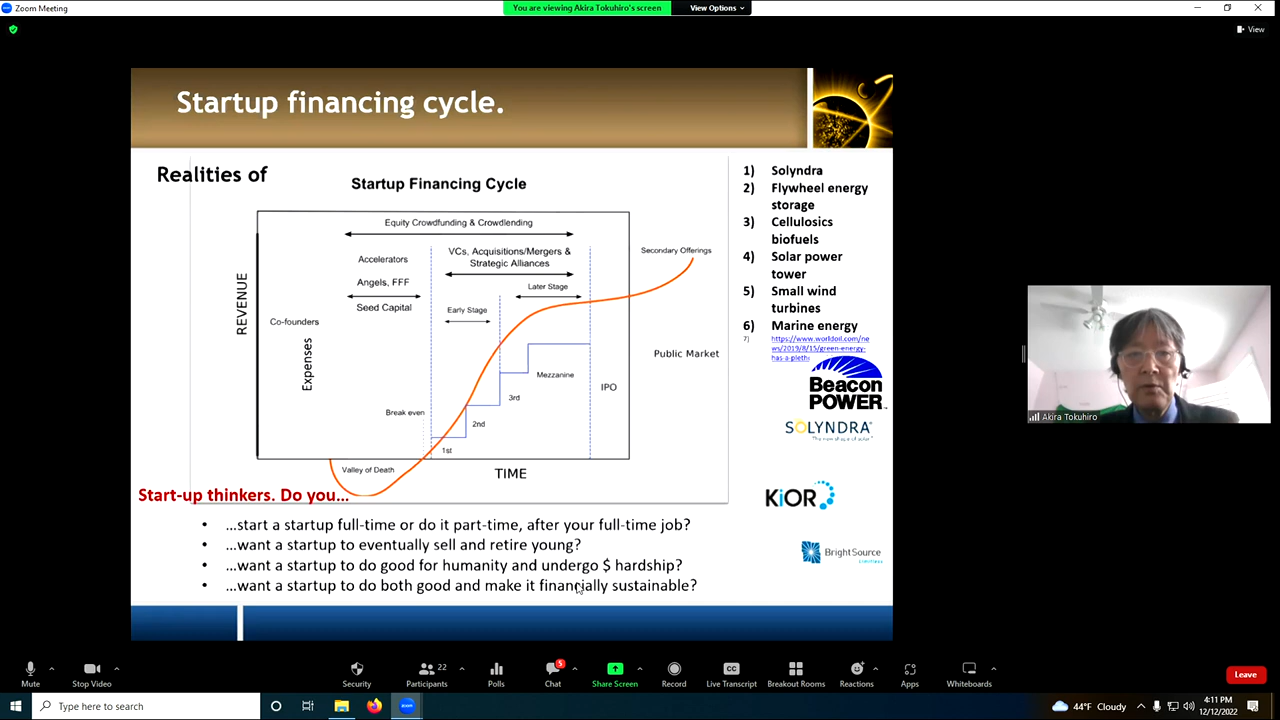 Zoom Meeting
You are viewing Akira Tokuhiro's screen
View Options
View
Startup financing cycle.
Realities of
Startup Financing Cycle
Equity Crowdfunding & Crowdlending
Accelerators
Angels, FFF
Seed Capital
VCs, Acquisitions/Mergers &
Strategic Alliances
Later Stage
Early Stage
Secondary Offerings
REVENUE
Co-founders
Expenses
Public Market
Mezzanine
IPO
3rd
Break even
2nd
1st
Valley of Death
TIME
1) Solyndra
2) Flywheel energy
storage
3) Cellulosics
biofuels
4) Solar power
tower
5) Small wind
turbines
6) Marine energy
7) https://www.worldoil.com/ne
ws/2019/8/15/green-energy-
has-a-pleth
Beacon
POWER
SOLYNDRA
KiOR
BrightSource
Limitless
Start-up thinkers. Do you...
• ...start a startup full-time or do it part-time, after your full-time job?
• ...want a startup to eventually sell and retire young?
• ...want a startup to do good for humanity and undergo $ hardship?
• ...want a startup to do both good and make it financially sustainable?
Akira Tokuhiro
Mute
Stop Video
Security
Participants 22
Polls
Chat 5
Share Screen
Record
CC
Live Transcript
Breakout Rooms
Reactions
Apps
Whiteboards
Leave
Type here to search
44°F Cloudy
4:11 PM
12/12/2022